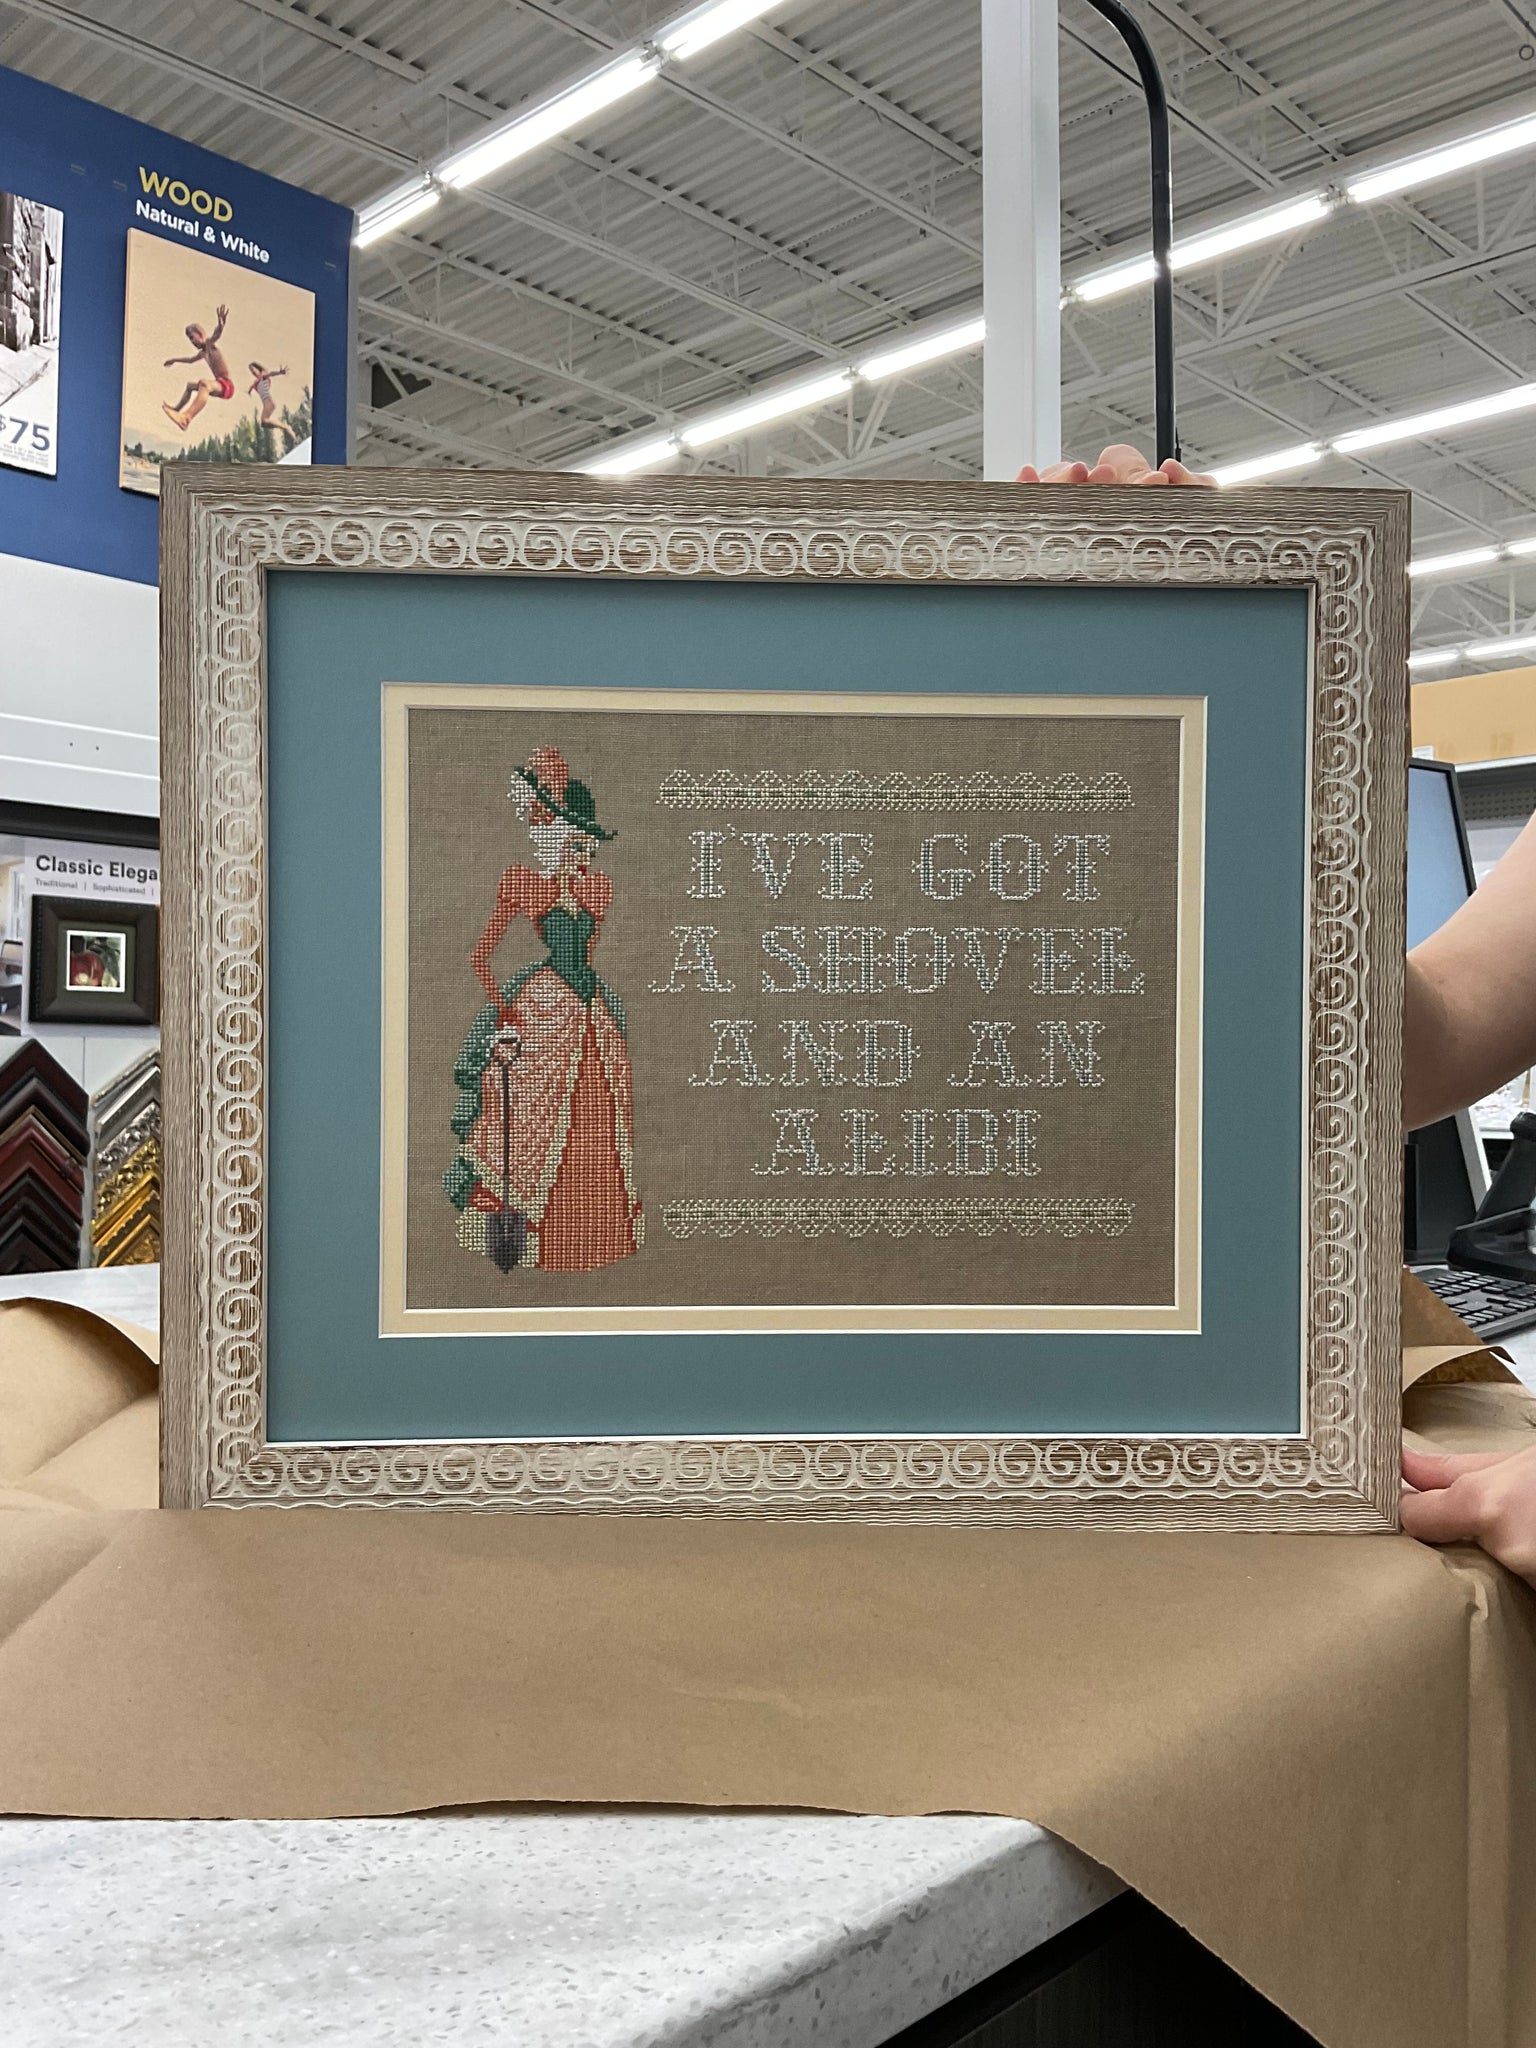 WOOD
Natural & White
$75
Classic Elega
Traditional | Sophisticated |
I'VE GOT
A SHOVEL
AND AN
ALIBI